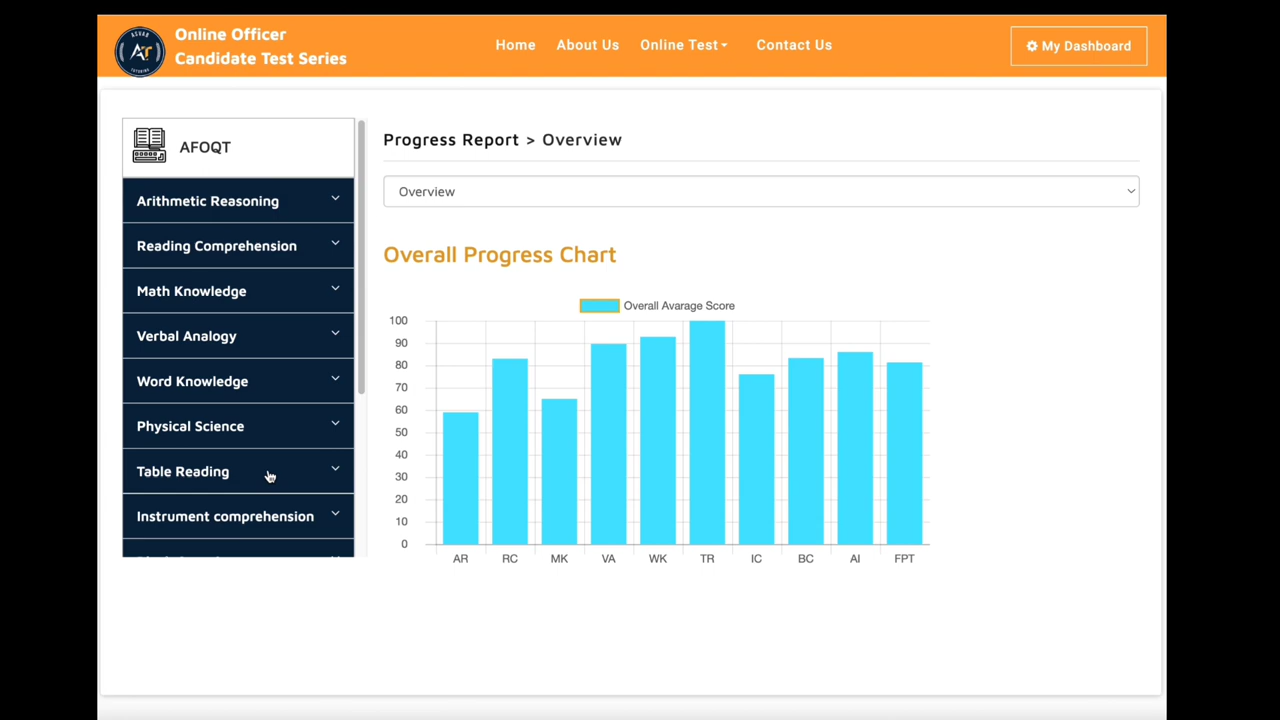 Online Officer
Candidate Test Series
Home About Us Online Test Contact Us
My Dashboard
AFOQT
Arithmetic Reasoning
Reading Comprehension
Math Knowledge
Verbal Analogy
Word Knowledge
Physical Science
Table Reading
Instrument comprehension
Progress Report > Overview
Overview
Overall Progress Chart
Overall Avarage Score
100
90
80
70
60
50
40
30
20
10
0
AR RC MK VA WK TR IC BC AI FPT